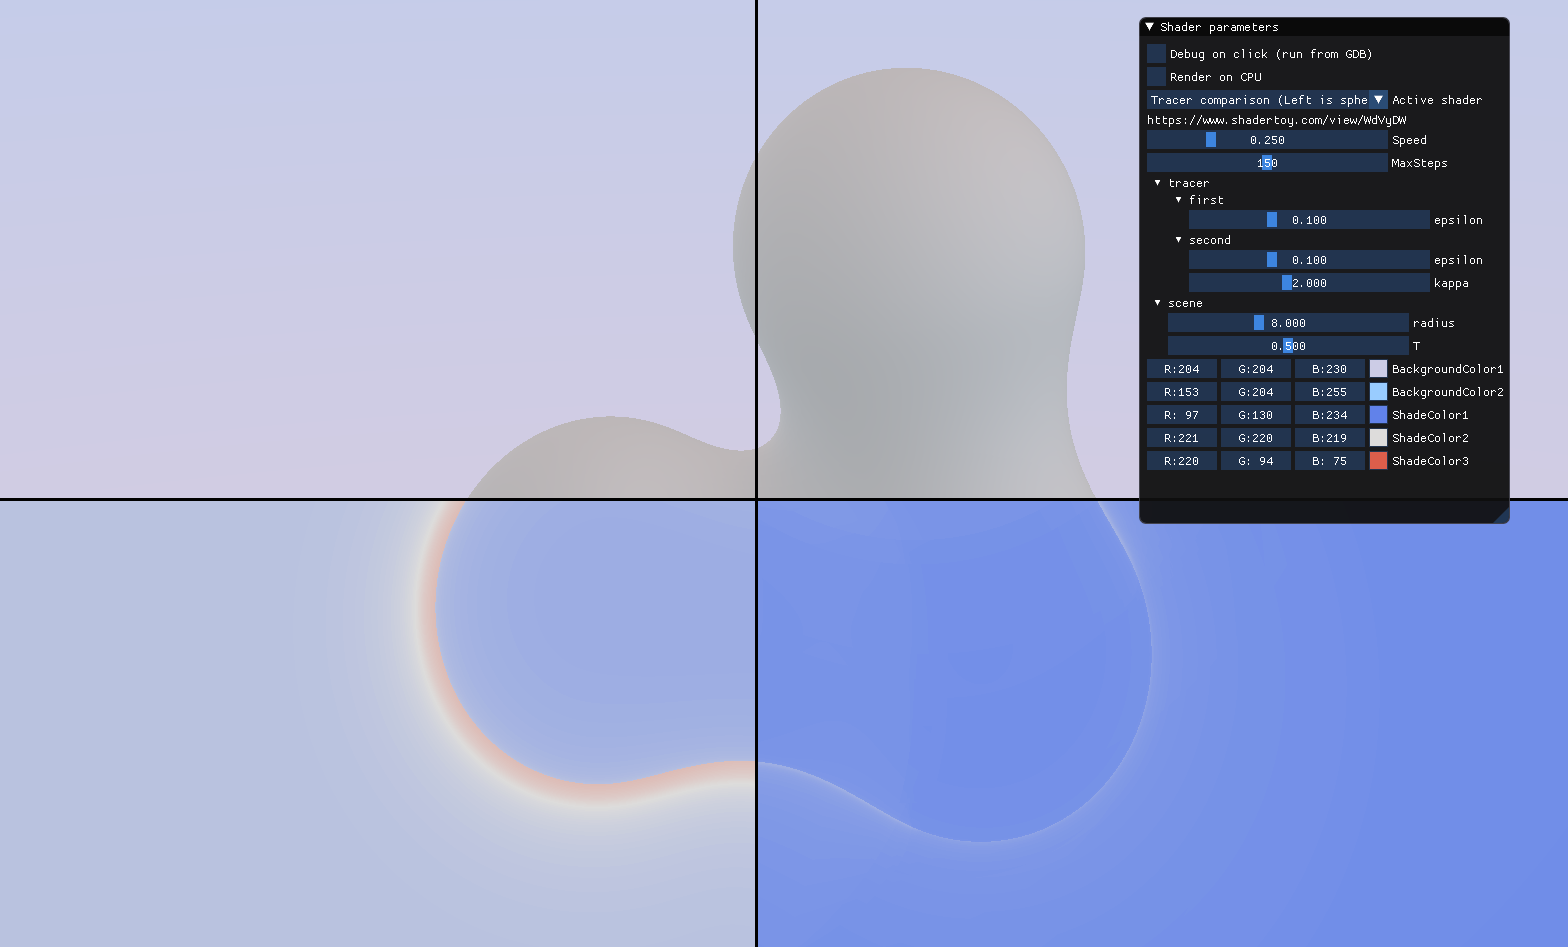 Shader parameters
Debug on click (run from GDB)
Render on CPU
Tracer comparison (Left is sphe Active shader
https://www.shadertoy.com/view/WdVyDW
0.250 Speed
150 MaxSteps
tracer
first
0.100 epsilon
second
0.100 epsilon
2.000 kappa
scene
8.000 radius
0.500 T
R:204 G:204 B:230 BackgroundColor1
R:153 G:204 B:255 BackgroundColor2
R: 97 G:130 B:234 ShadeColor1
R:221 G:220 B:219 ShadeColor2
R:220 G: 94 B: 75 ShadeColor3